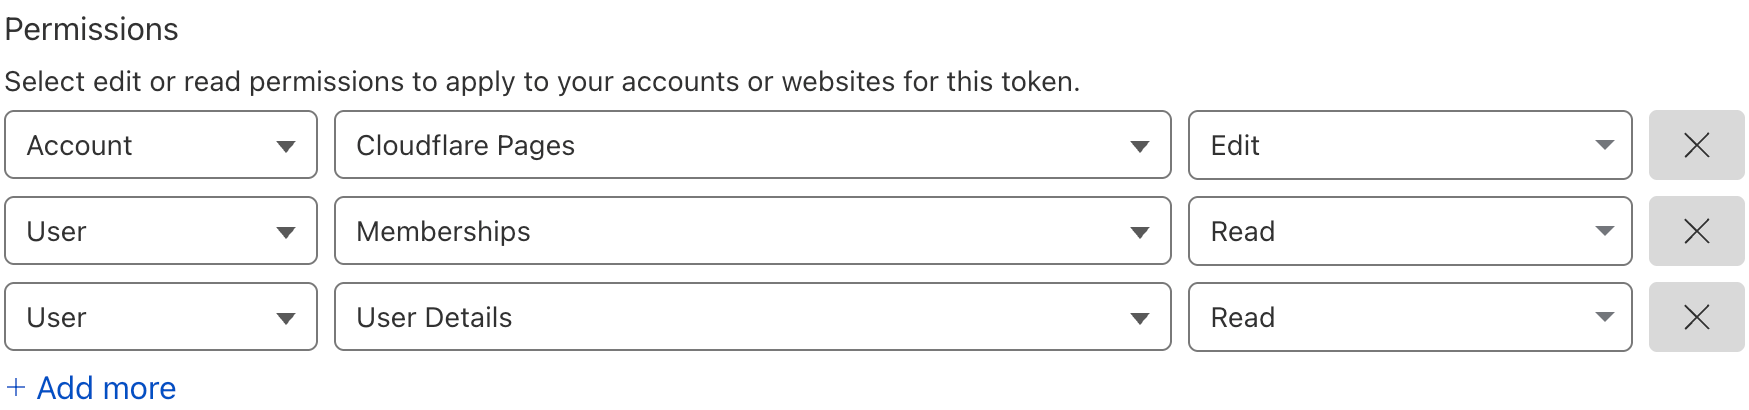 Permissions
Select edit or read permissions to apply to your accounts or websites for this token.
Account Cloudflare Pages Edit
User Memberships Read
User User Details Read
+ Add more